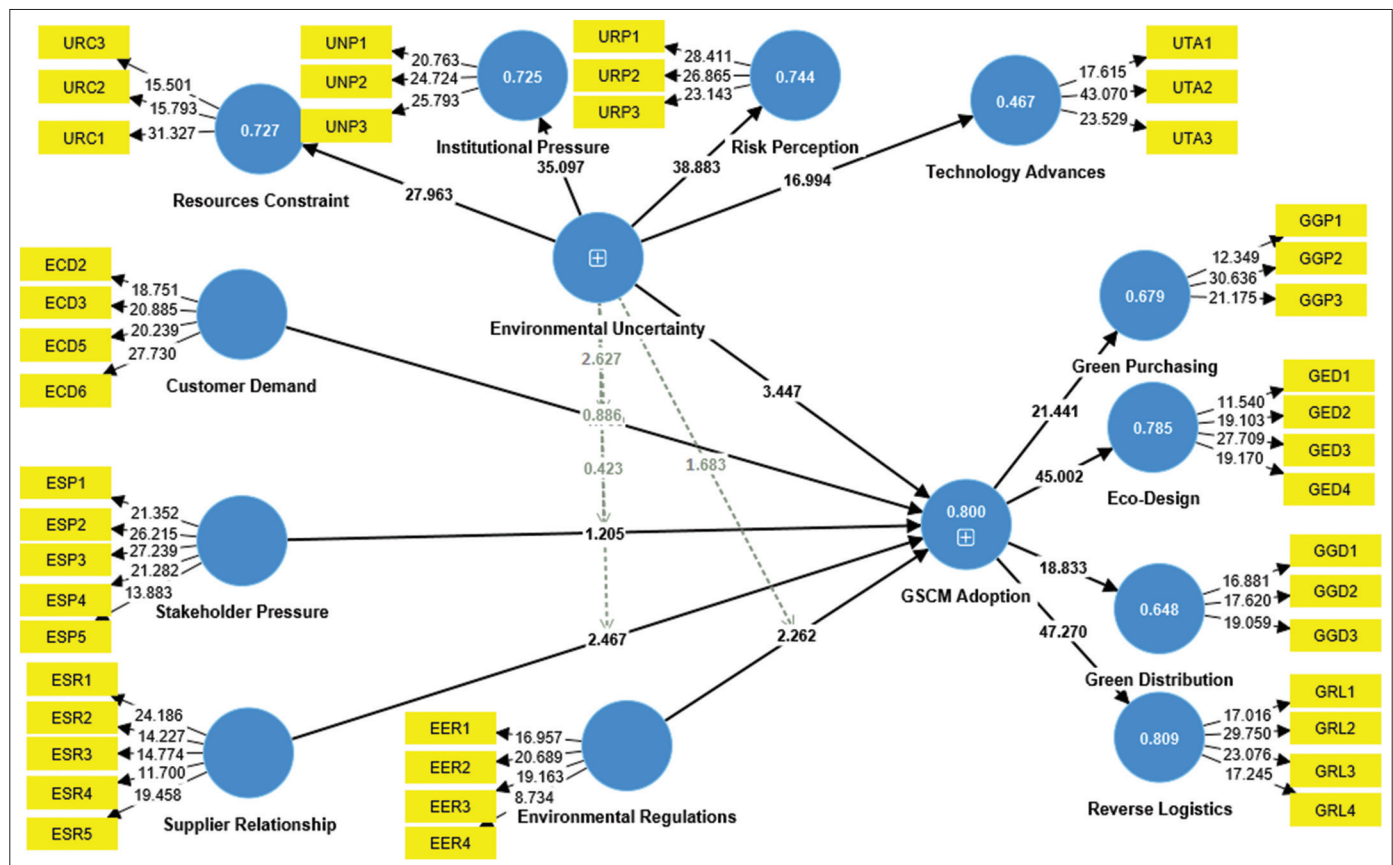 URC3
URC2
URC1
15.501
15.793
31.327
0.727
Resources Constraint
UNP1
UNP2
UNP3
20.763
24.724
25.793
0.725
Institutional Pressure
URP1
URP2
URP3
28.411
26.865
23.143
0.744
Risk Perception
0.467
Technology Advances
17.615
43.070
23.529
UTA1
UTA2
UTA3
27.963
35.097
38.883
16.994
Environmental Uncertainty
ECD2
ECD3
ECD5
ECD6
18.751
20.885
20.239
27.730
Customer Demand
2.627
0.886
0.423
1.683
3.447
ESP1
ESP2
ESP3
ESP4
ESP5
21.352
26.215
27.239
21.282
13.883
Stakeholder Pressure
1.205
ESR1
ESR2
ESR3
ESR4
ESR5
24.186
14.227
14.774
11.700
19.458
Supplier Relationship
2.467
EER1
EER2
EER3
EER4
16.957
20.689
19.163
8.734
Environmental Regulations
2.262
0.800
GSCM Adoption
21.441
45.002
18.833
47.270
0.679
Green Purchasing
12.349
30.636
21.175
GGP1
GGP2
GGP3
0.785
Eco-Design
11.540
19.103
27.709
19.170
GED1
GED2
GED3
GED4
0.648
Green Distribution
16.881
17.620
19.059
GGD1
GGD2
GGD3
0.809
Reverse Logistics
17.016
29.750
23.076
17.245
GRL1
GRL2
GRL3
GRL4